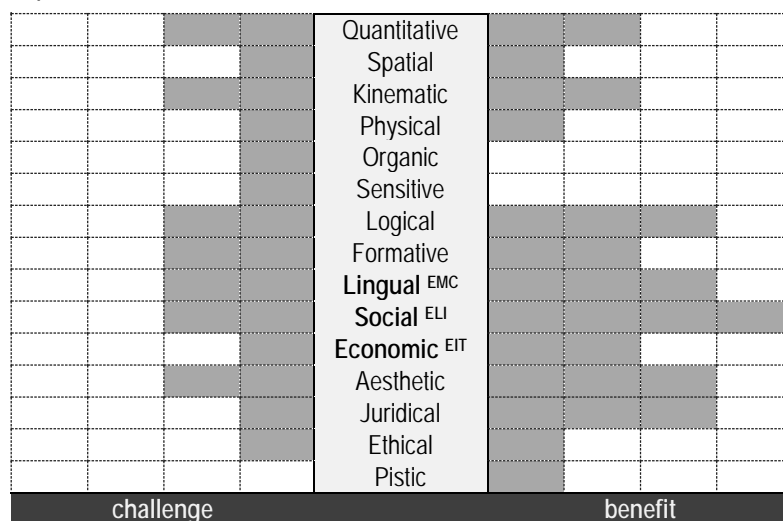 Quantitative
Spatial
Kinematic
Physical
Organic
Sensitive
Logical
Formative
Lingual EMC
Social ELI
Economic EIT
Aesthetic
Juridical
Ethical
Pistic
challenge benefit